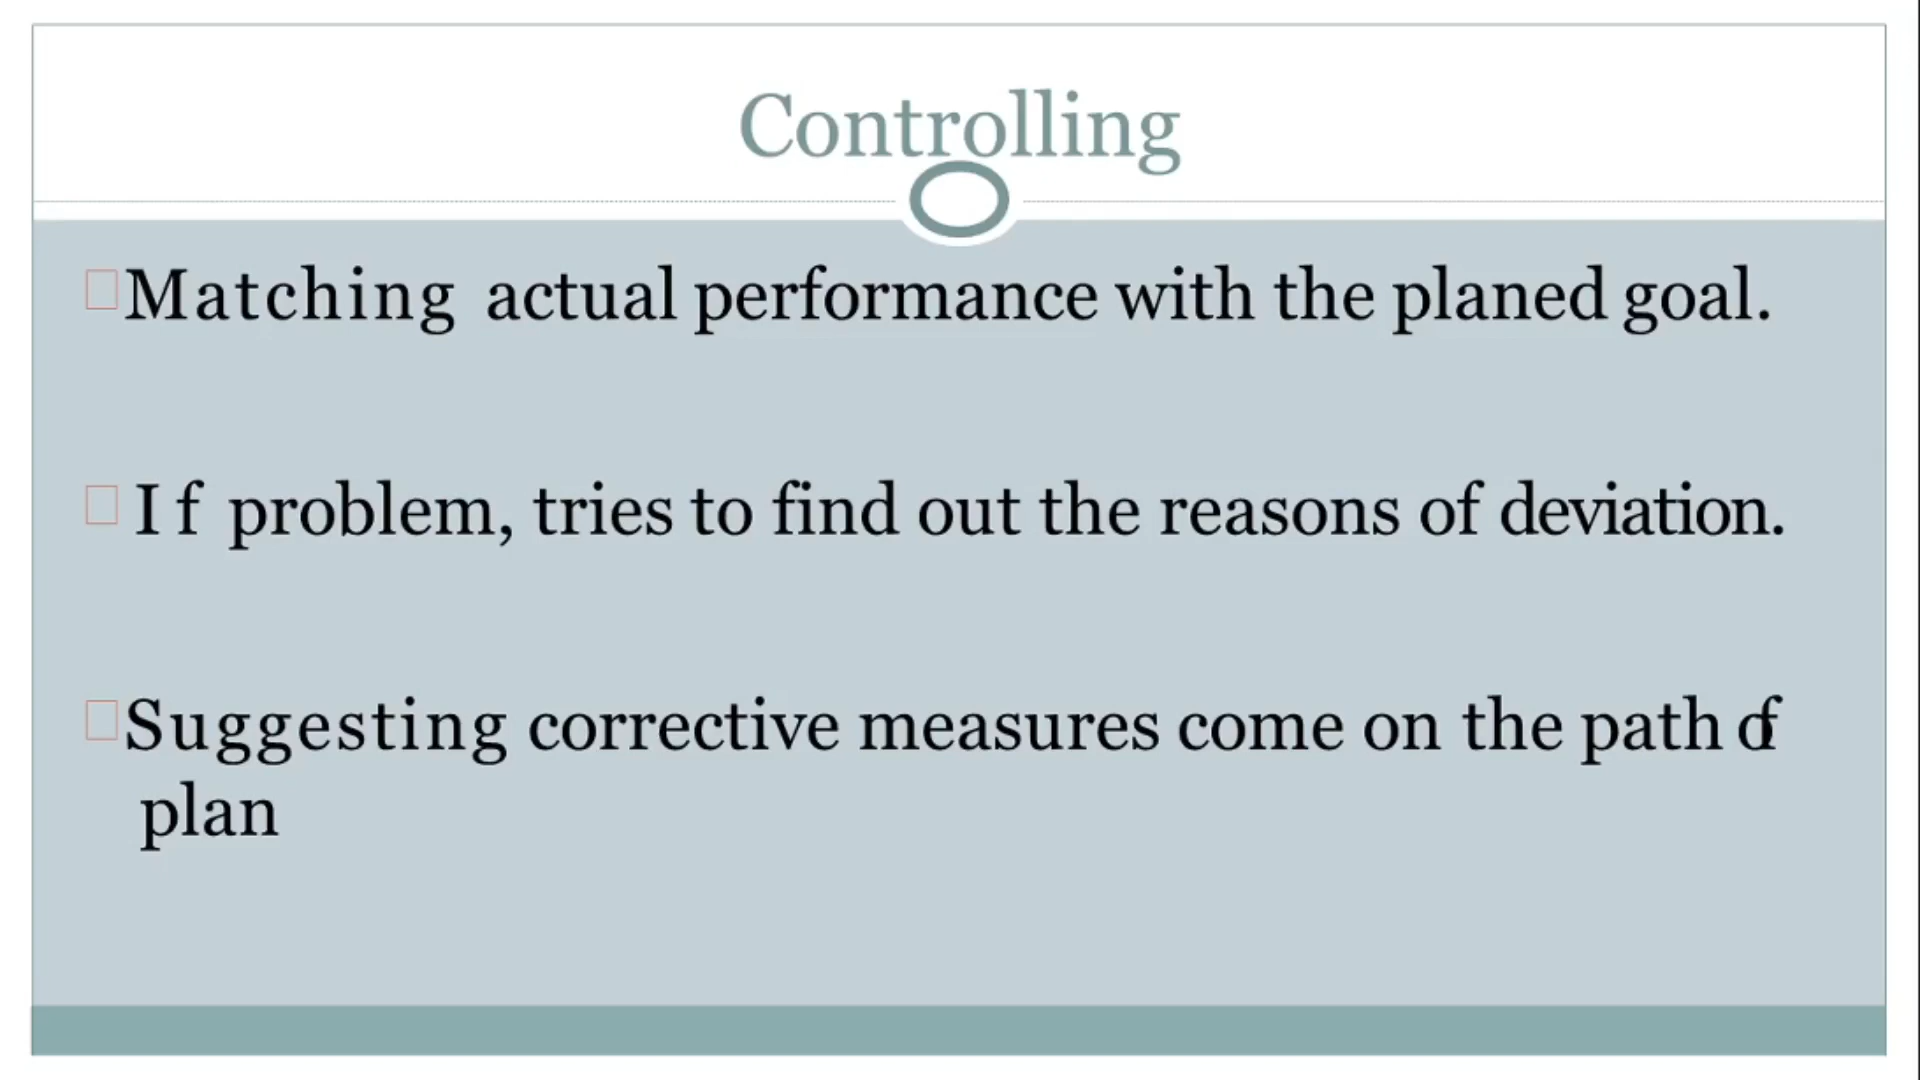 Controlling
Matching actual performance with the planed goal.
If problem, tries to find out the reasons of deviation.
Suggesting corrective measures come on the path of
plan